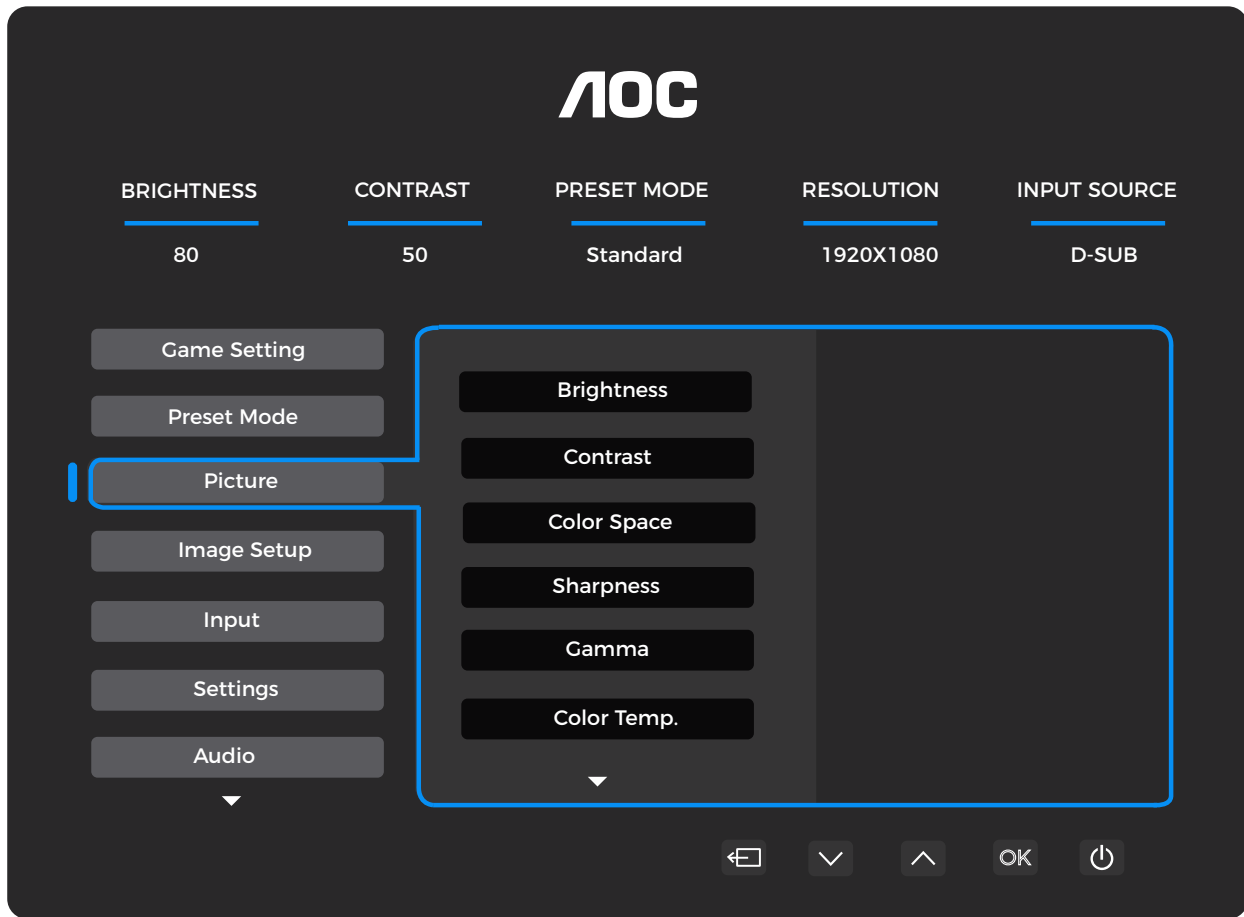 AOC
BRIGHTNESS CONTRAST PRESET MODE RESOLUTION INPUT SOURCE
80 50 Standard 1920X1080 D-SUB
Game Setting
Preset Mode
Picture
Image Setup
Input
Settings
Audio
Brightness
Contrast
Color Space
Sharpness
Gamma
Color Temp.
OK